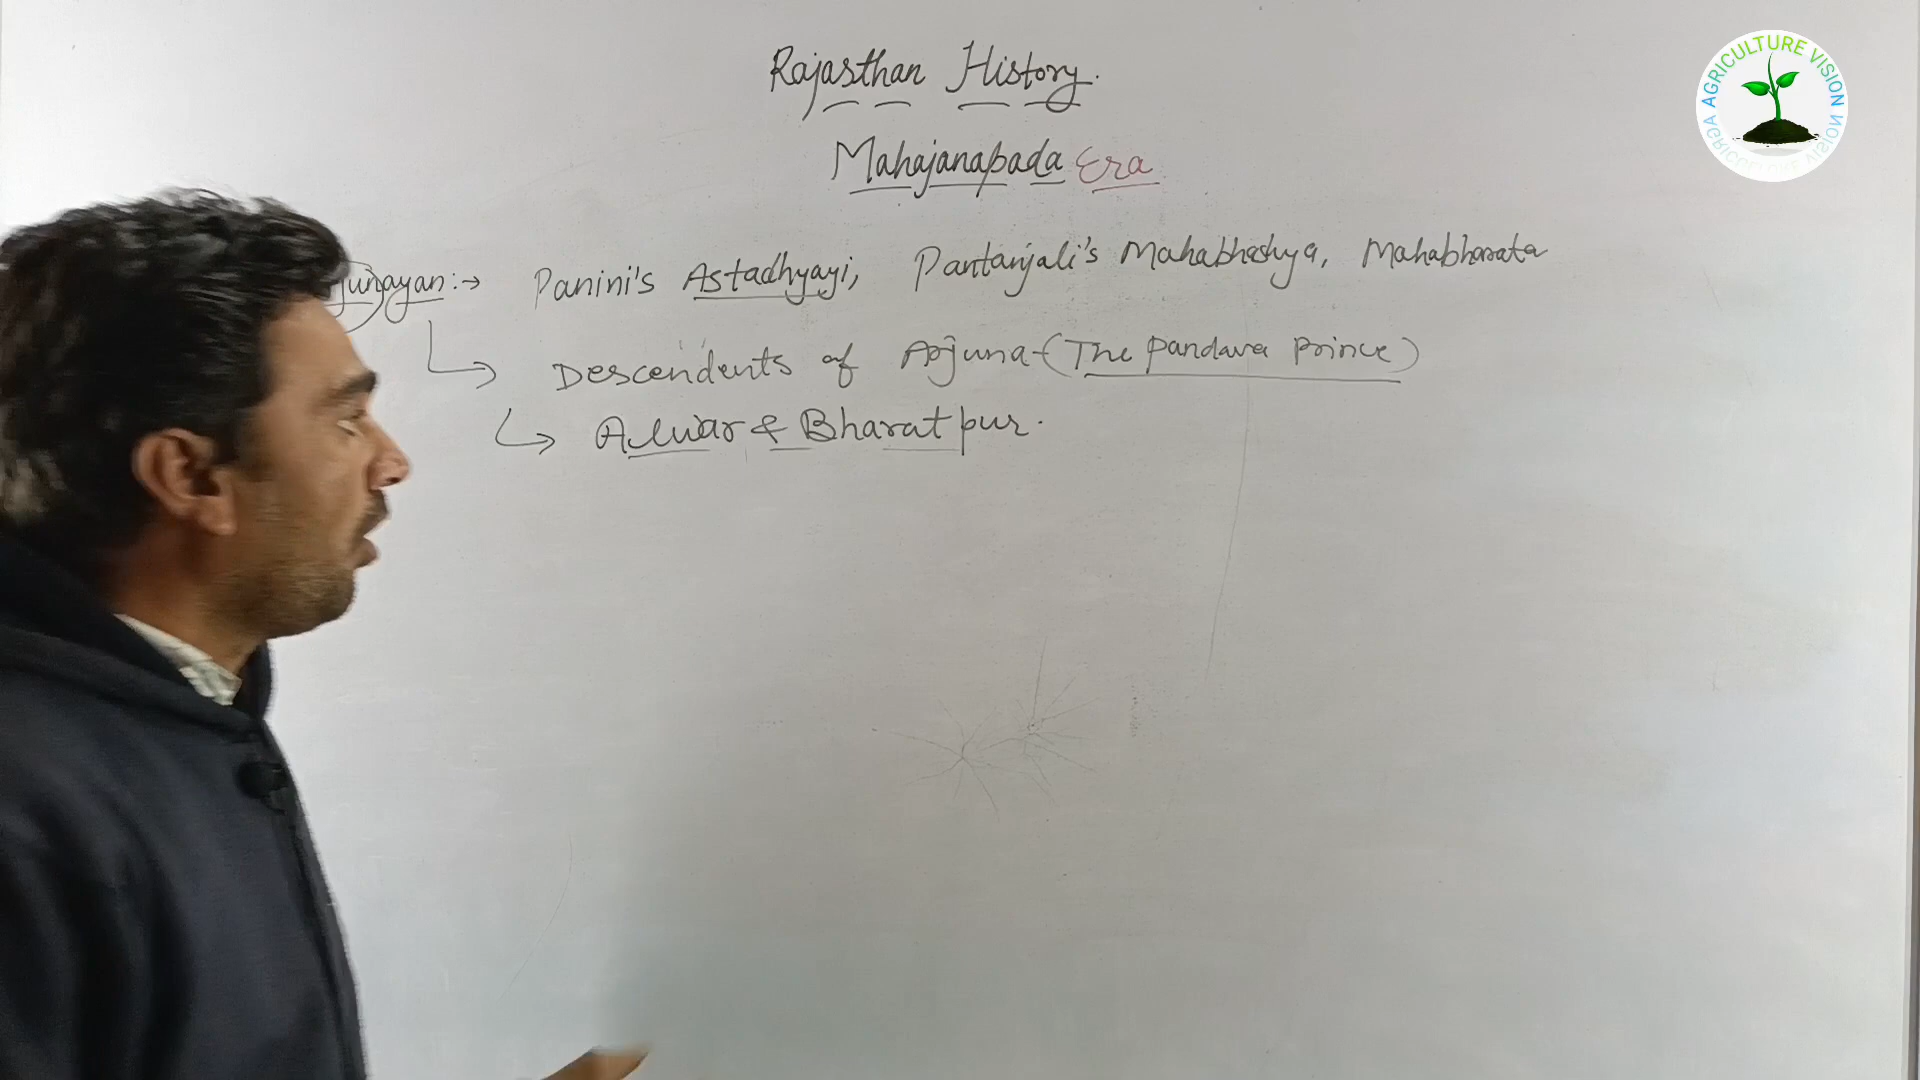 Rajasthan History.
Mahajanapada Era
junayan:→ Panini's Astadhyayi, Pantanjali's Mahabhashya, Mahabharata
Descendents of Arjuna-(The Pandava Prince)
Alwar & Bharatpur.
AGRICULTURE VISION